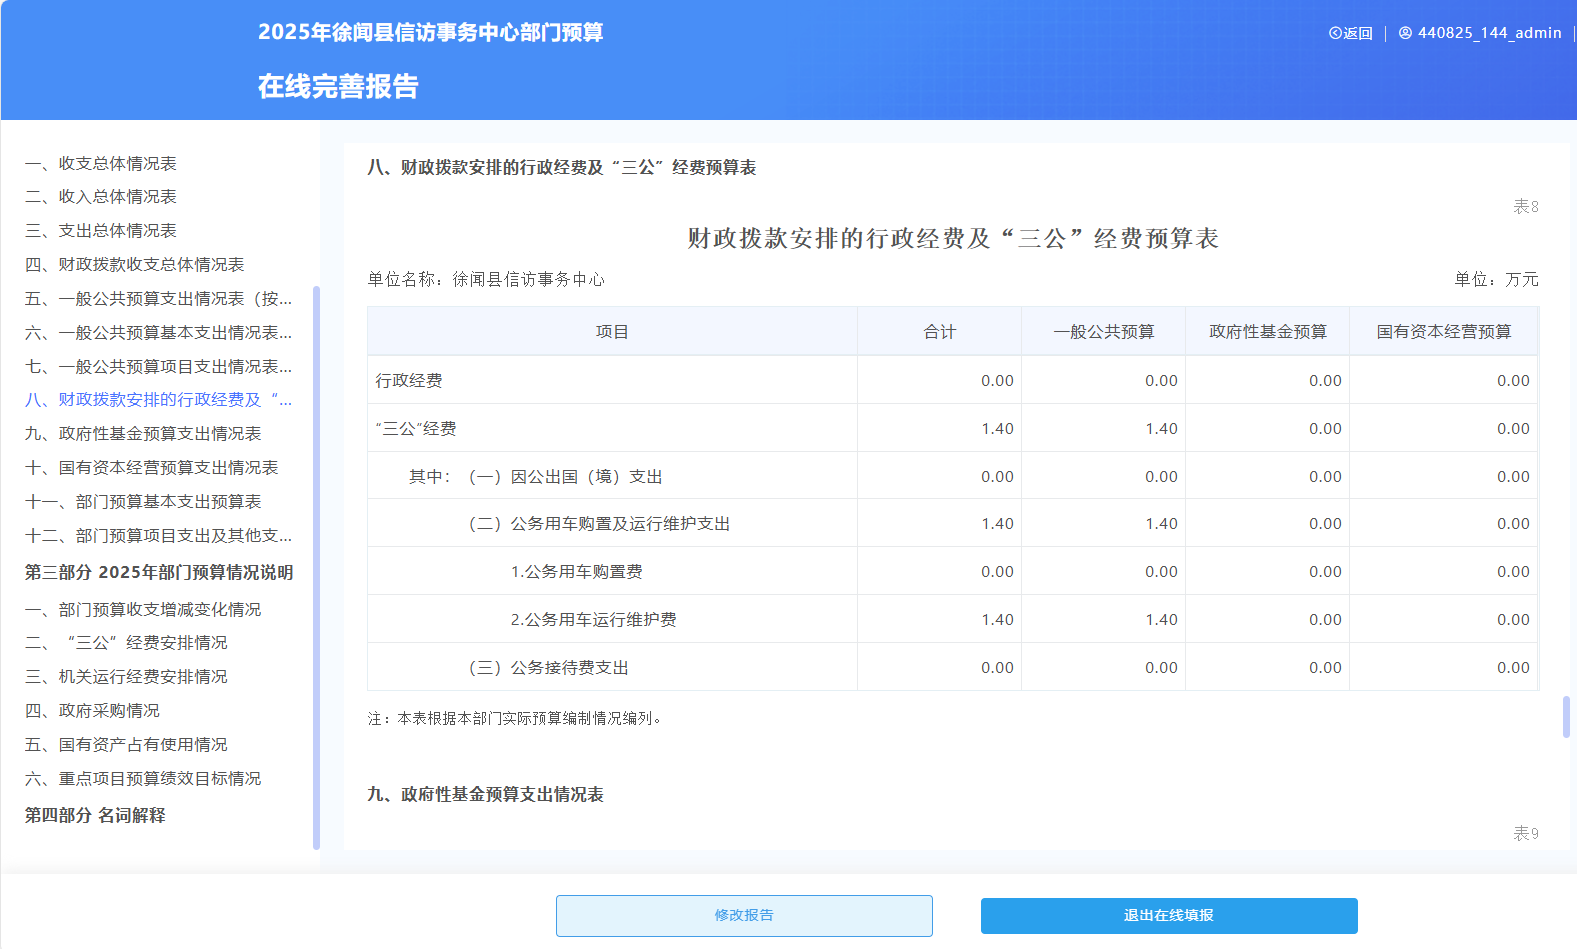 2025年徐闻县信访事务中心部门预算
返回
440825_144_admin
在线完善报告
一、收支总体情况表
二、收入总体情况表
三、支出总体情况表
四、财政拨款收支总体情况表
五、一般公共预算支出情况表（按...
六、一般公共预算基本支出情况表...
七、一般公共预算项目支出情况表...
八、财政拨款安排的行政经费及“...
九、政府性基金预算支出情况表
十、国有资本经营预算支出情况表
十一、部门预算基本支出预算表
十二、部门预算项目支出及其他支...
第三部分 2025年部门预算情况说明
一、部门预算收支增减变化情况
二、“三公”经费安排情况
三、机关运行经费安排情况
四、政府采购情况
五、国有资产占有使用情况
六、重点项目预算绩效目标情况
第四部分 名词解释
八、财政拨款安排的行政经费及“三公”经费预算表
表8
财政拨款安排的行政经费及“三公”经费预算表
单位名称：徐闻县信访事务中心 单位：万元
项目 合计 一般公共预算 政府性基金预算 国有资本经营预算
行政经费 0.00 0.00 0.00 0.00
“三公”经费 1.40 1.40 0.00 0.00
其中：（一）因公出国（境）支出 0.00 0.00 0.00 0.00
（二）公务用车购置及运行维护支出 1.40 1.40 0.00 0.00
1.公务用车购置费 0.00 0.00 0.00 0.00
2.公务用车运行维护费 1.40 1.40 0.00 0.00
（三）公务接待费支出 0.00 0.00 0.00 0.00
注：本表根据本部门实际预算编制情况编列。
九、政府性基金预算支出情况表
表9
修改报告
退出在线填报